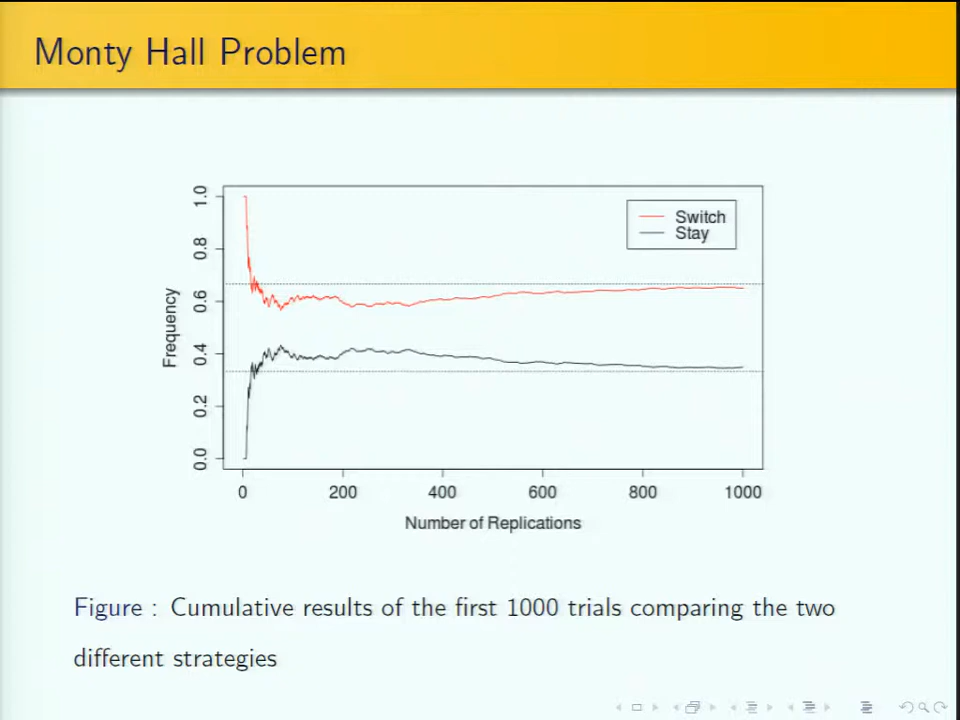 Monty Hall Problem
1.0
0.8
0.6
0.4
0.2
0.0
Frequency
Switch
Stay
0 200 400 600 800 1000
Number of Replications
Figure : Cumulative results of the first 1000 trials comparing the two
different strategies